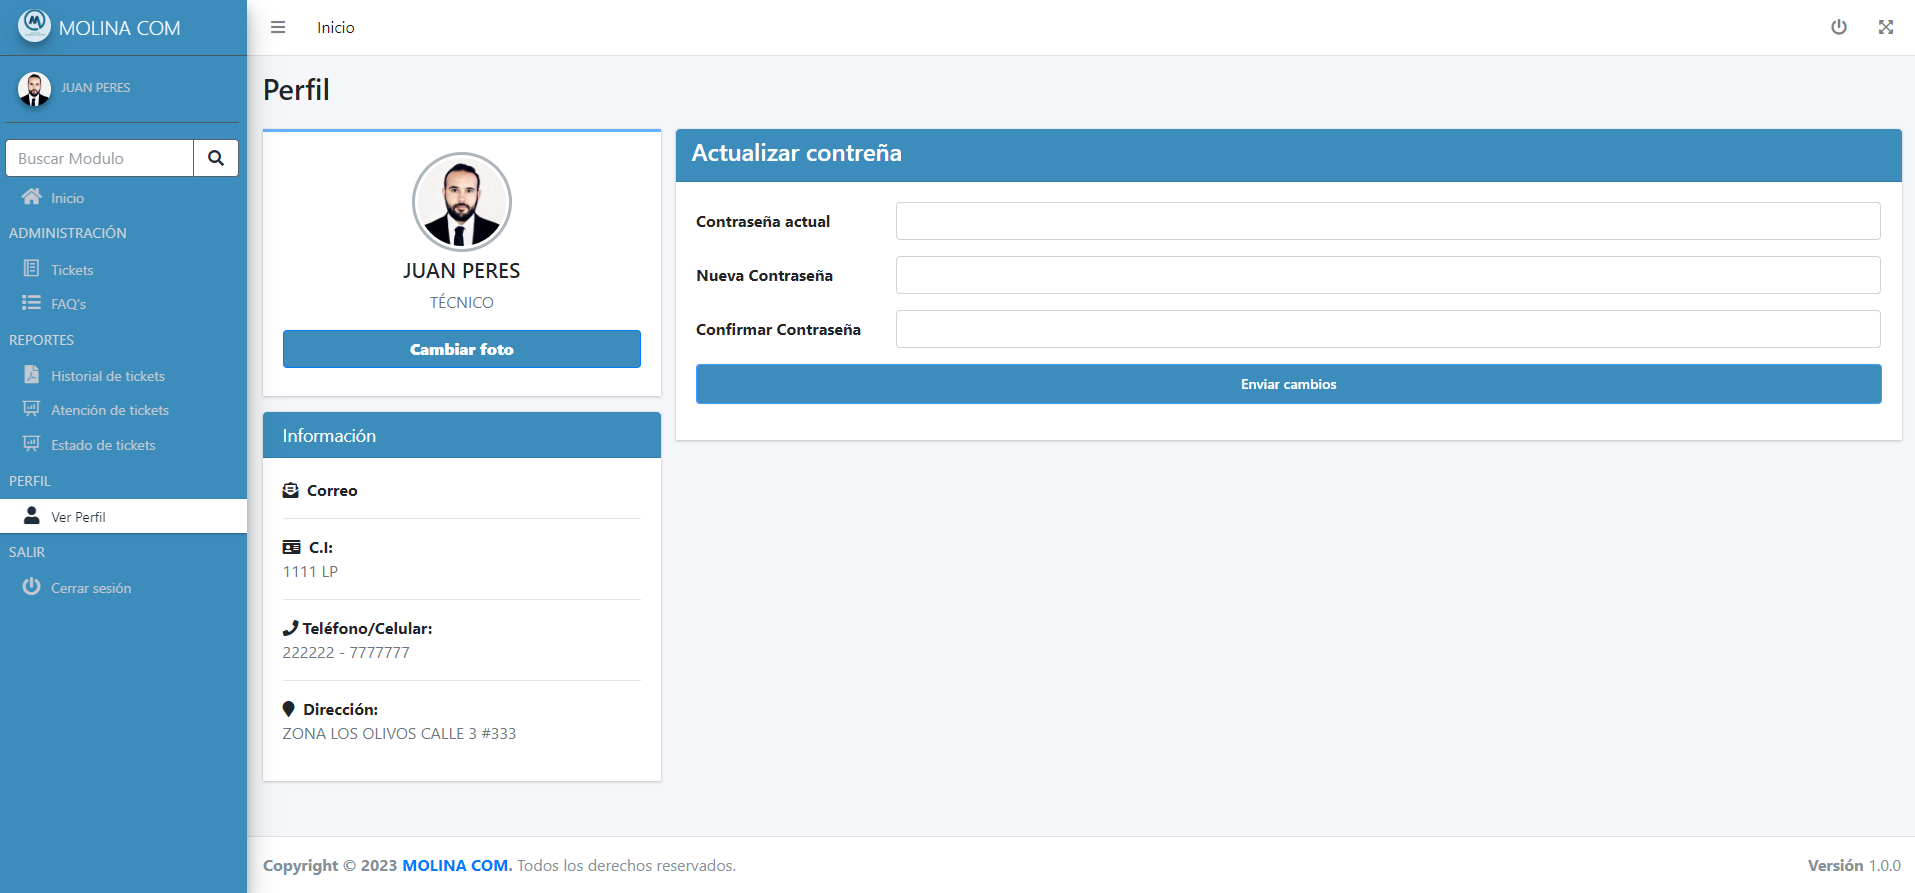 MOLINA COM
JUAN PERES
Buscar Modulo
Inicio
ADMINISTRACIÓN
Tickets
FAQ's
REPORTES
Historial de tickets
Atención de tickets
Estado de tickets
PERFIL
Ver Perfil
SALIR
Cerrar sesión
Inicio
Perfil
JUAN PERES
TÉCNICO
Cambiar foto
Información
Correo
C.I:
1111 LP
Teléfono/Celular:
222222 - 7777777
Dirección:
ZONA LOS OLIVOS CALLE 3 #333
Actualizar contreña
Contraseña actual
Nueva Contraseña
Confirmar Contraseña
Enviar cambios
Copyright © 2023 MOLINA COM. Todos los derechos reservados.
Versión 1.0.0